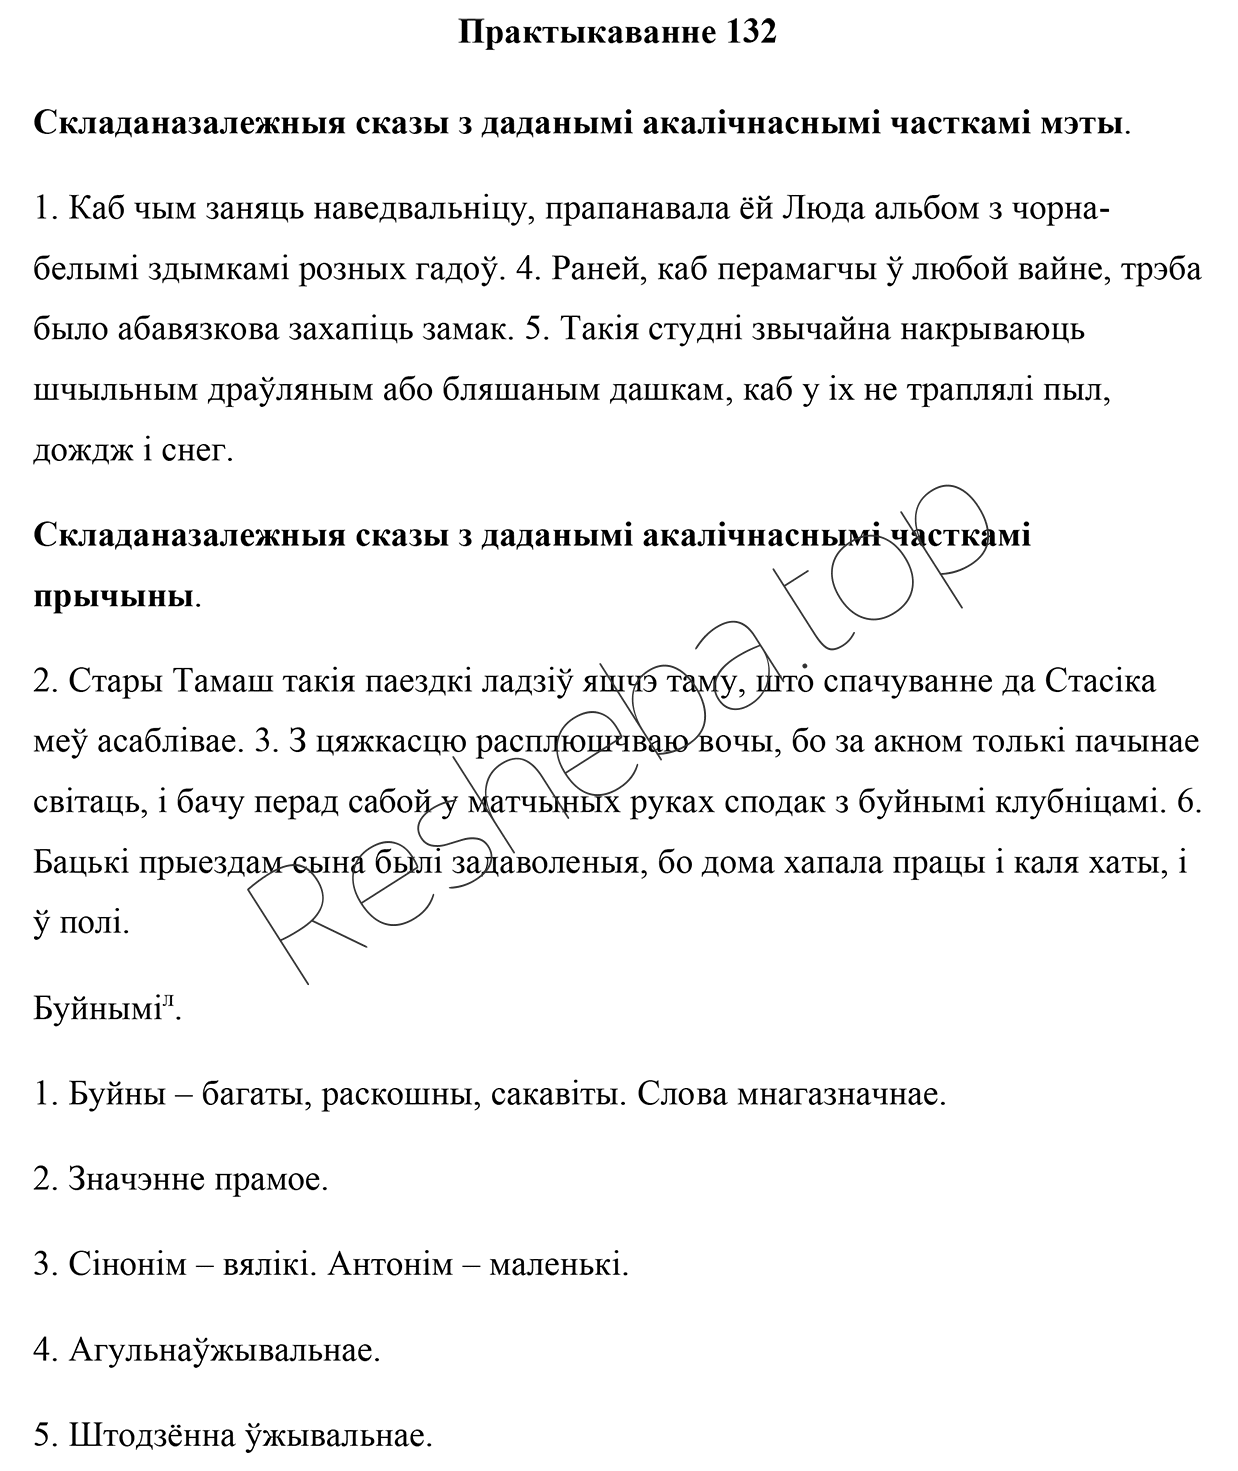 Практыкаванне 132
Складаназалежныя сказы з даданымі акалічнаснымі часткамі мэты.
1. Каб чым заняць наведвальніцу, прапанавала ёй Люда альбом з чорна-
белымі здымкамі розных гадоў. 4. Раней, каб перамагчы ў любой вайне, трэба
было абавязкова захапіць замак. 5. Такія студні звычайна накрываюць
шчыльным драўляным або бляшаным дашкам, каб у іх не траплялі пыл,
дождж і снег.
Складаназалежныя сказы з даданымі акалічнаснымі часткамі
прычыны.
2. Стары Тамаш такія паездкі ладзіў яшчэ таму, што спачуванне да Стасіка
меў асаблівае. 3. З цяжкасцю расплюшчваю вочы, бо за акном толькі пачынае
світаць, і бачу перад сабой у матчыных руках сподак з буйнымі клубніцамі. 6.
Бацькі прыездам сына былі задаволеныя, бо дома хапала працы і каля хаты, і
ў полі.
Буйнымі<sup>л</sup>.
1. Буйны – багаты, раскошны, сакавіты. Слова мнагазначнае.
2. Значэнне прамое.
3. Сінонім – вялікі. Антонім – маленькі.
4. Агульнаўжывальнае.
5. Штодзённа ўжывальнае.
Resheba.top